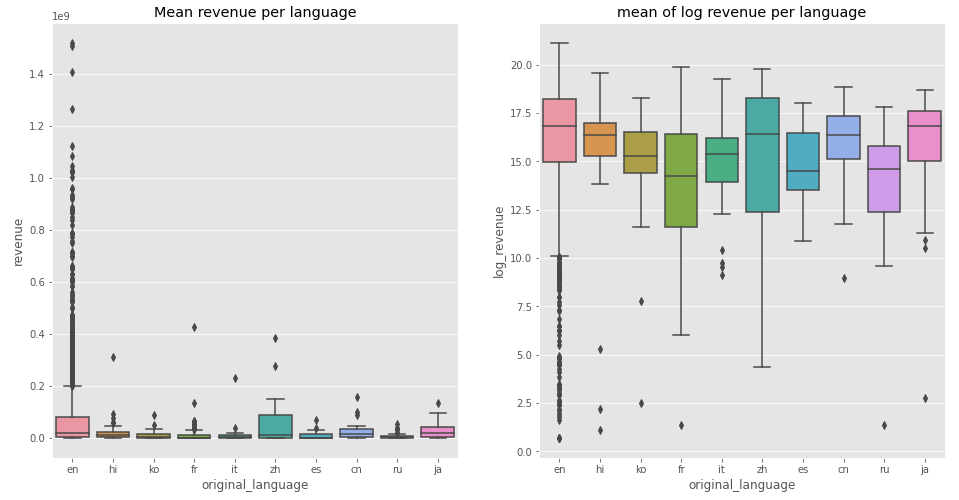 Mean revenue per language
1e9
1.4
1.2
1.0
0.8
0.6
0.4
0.2
0.0
revenue
en hi ko fr it zh es cn ru ja
original_language
mean of log revenue per language
20.0
17.5
15.0
12.5
10.0
7.5
5.0
2.5
0.0
log_revenue
en hi ko fr it zh es cn ru ja
original_language